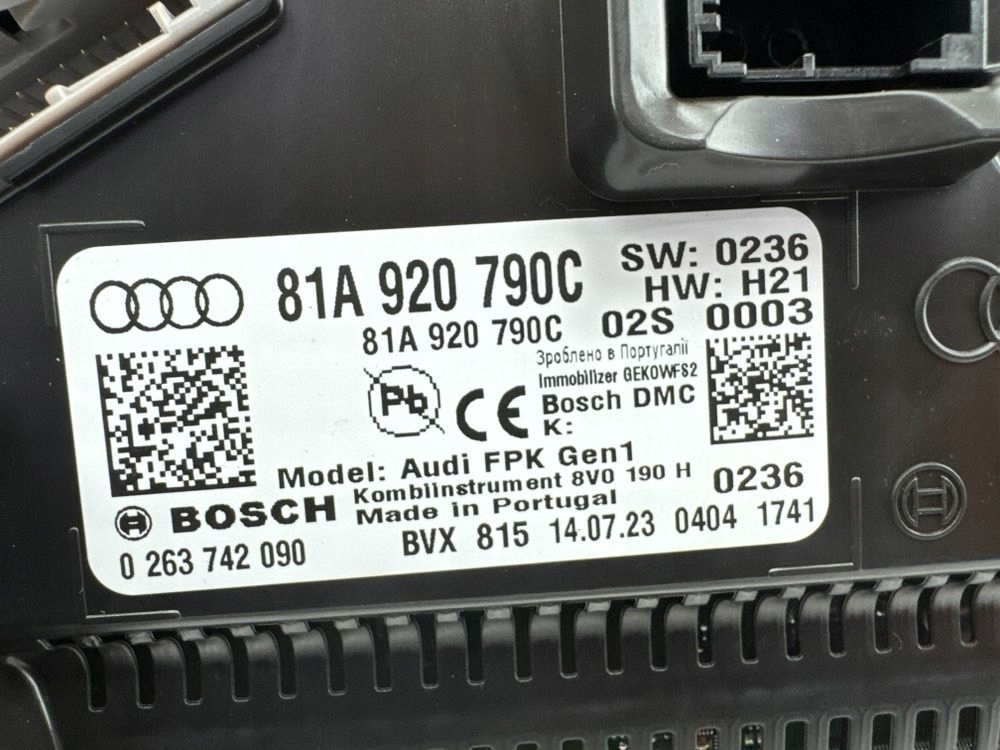 81A 920 790C
SW: 0236
HW: H21
81A 920 790C 02S 0003
Зроблено в Португалії
Immobilizer GEKOWFS2
Pb
CE
Bosch DMC
K:
Model: Audi FPK Gen1
Kombiinstrument 8V0 190 H
0236
BOSCH
Made in Portugal
0 263 742 090
BVX 815 14.07.23 0404 1741